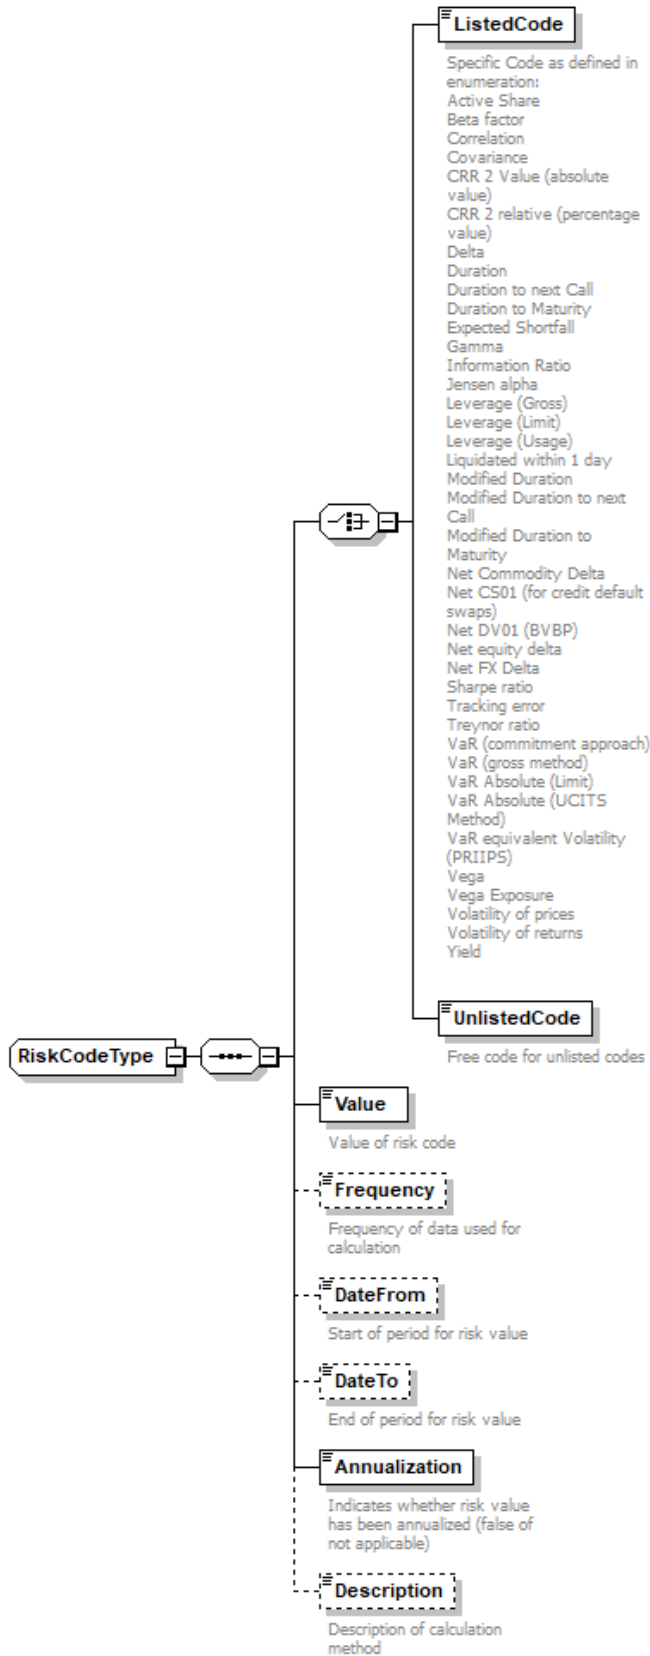 ListedCode
Specific Code as defined in
enumeration:
Active Share
Beta factor
Correlation
Covariance
CRR 2 Value (absolute
value)
CRR 2 relative (percentage
value)
Delta
Duration
Duration to next Call
Duration to Maturity
Expected Shortfall
Gamma
Information Ratio
Jensen alpha
Leverage (Gross)
Leverage (Limit)
Leverage (Usage)
Liquidated within 1 day
Modified Duration
Modified Duration to next
Call
Modified Duration to
Maturity
Net Commodity Delta
Net CS01 (for credit default
swaps)
Net DV01 (BVBP)
Net equity delta
Net FX Delta
Sharpe ratio
Tracking error
Treynor ratio
VaR (commitment approach)
VaR (gross method)
VaR Absolute (Limit)
VaR Absolute (UCITS
Method)
VaR equivalent Volatility
(PRIIPS)
Vega
Vega Exposure
Volatility of prices
Volatility of returns
Yield
UnlistedCode
Free code for unlisted codes
RiskCodeType
Value
Value of risk code
Frequency
Frequency of data used for
calculation
DateFrom
Start of period for risk value
DateTo
End of period for risk value
Annualization
Indicates whether risk value
has been annualized (false of
not applicable)
Description
Description of calculation
method